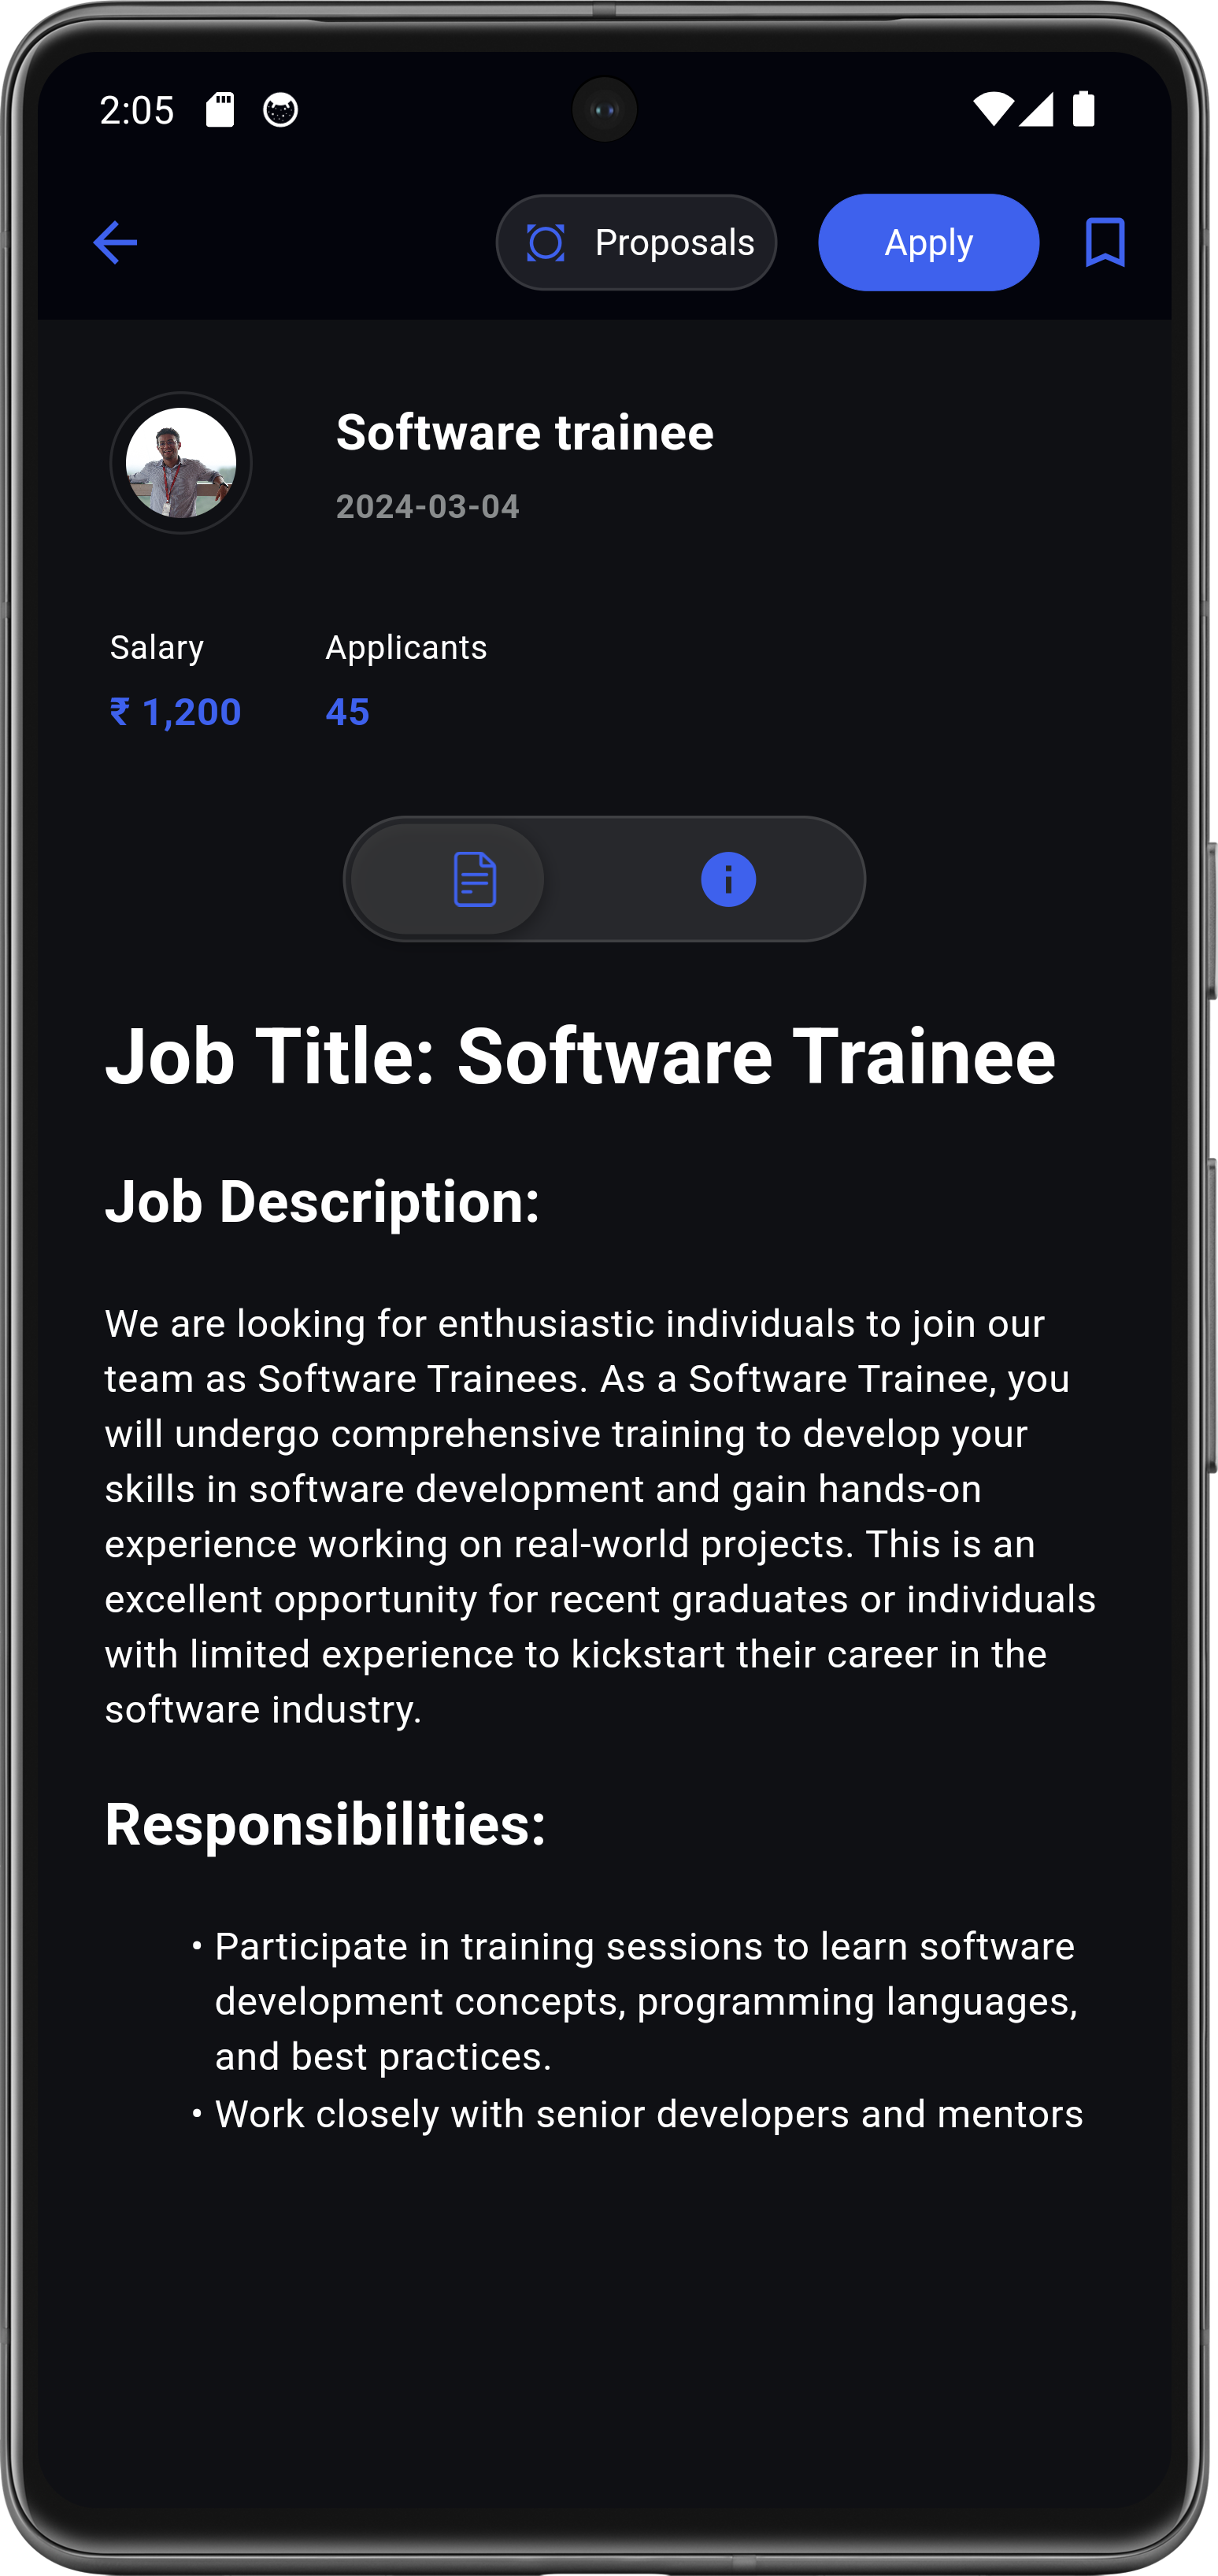 2:05
Proposals
Apply
Software trainee
2024-03-04
Salary
Applicants
₹ 1,200
45
Job Title: Software Trainee
Job Description:
We are looking for enthusiastic individuals to join our
team as Software Trainees. As a Software Trainee, you
will undergo comprehensive training to develop your
skills in software development and gain hands-on
experience working on real-world projects. This is an
excellent opportunity for recent graduates or individuals
with limited experience to kickstart their career in the
software industry.
Responsibilities:
• Participate in training sessions to learn software
development concepts, programming languages,
and best practices.
• Work closely with senior developers and mentors